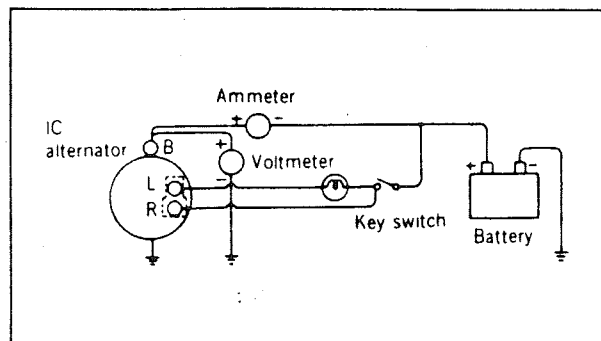 Ammeter
+ -
IC
alternator
B
+
Voltmeter
-
L
R
Key switch
+ -
Battery